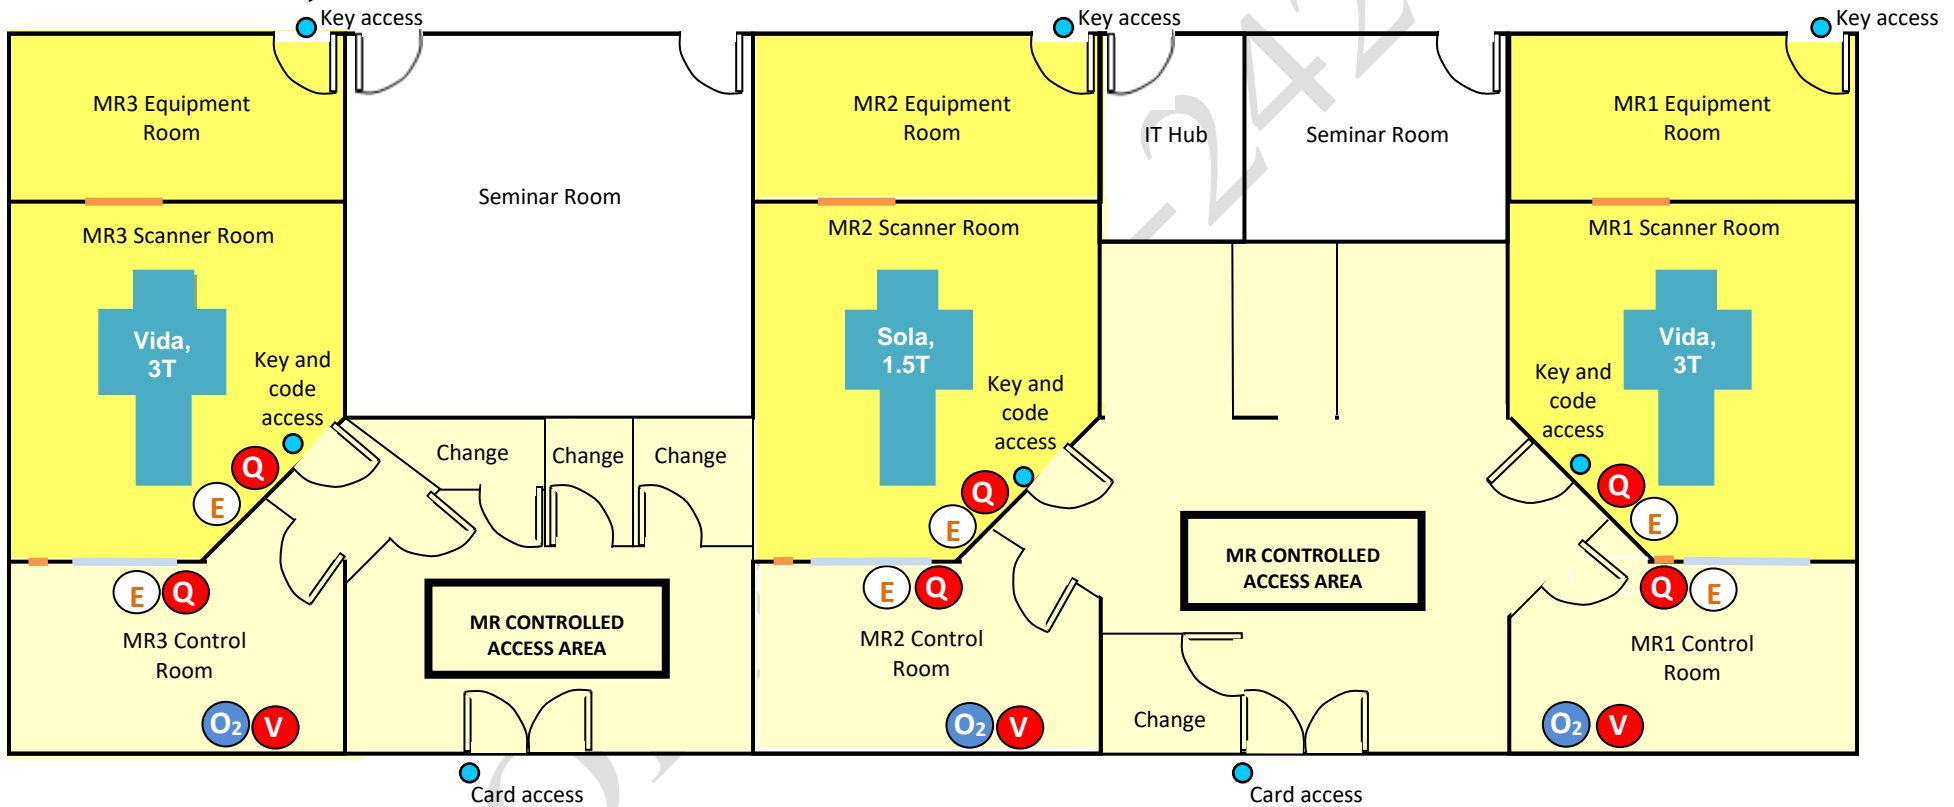 Key access
Key access
Key access
MR3 Equipment
Room
MR2 Equipment
Room
MR1 Equipment
Room
IT Hub
Seminar Room
Seminar Room
MR3 Scanner Room
MR2 Scanner Room
MR1 Scanner Room
Vida,
3T
Sola,
1.5T
Vida,
3T
Key and
code
access
Key and
code
access
Key and
code
access
Change
Change
Change
Q
E
Q
E
Q
E
E Q
E Q
Q E
MR CONTROLLED
ACCESS AREA
MR CONTROLLED
ACCESS AREA
MR3 Control
Room
MR2 Control
Room
MR1 Control
Room
O2 V
O2 V
Change
O2 V
Card access
Card access